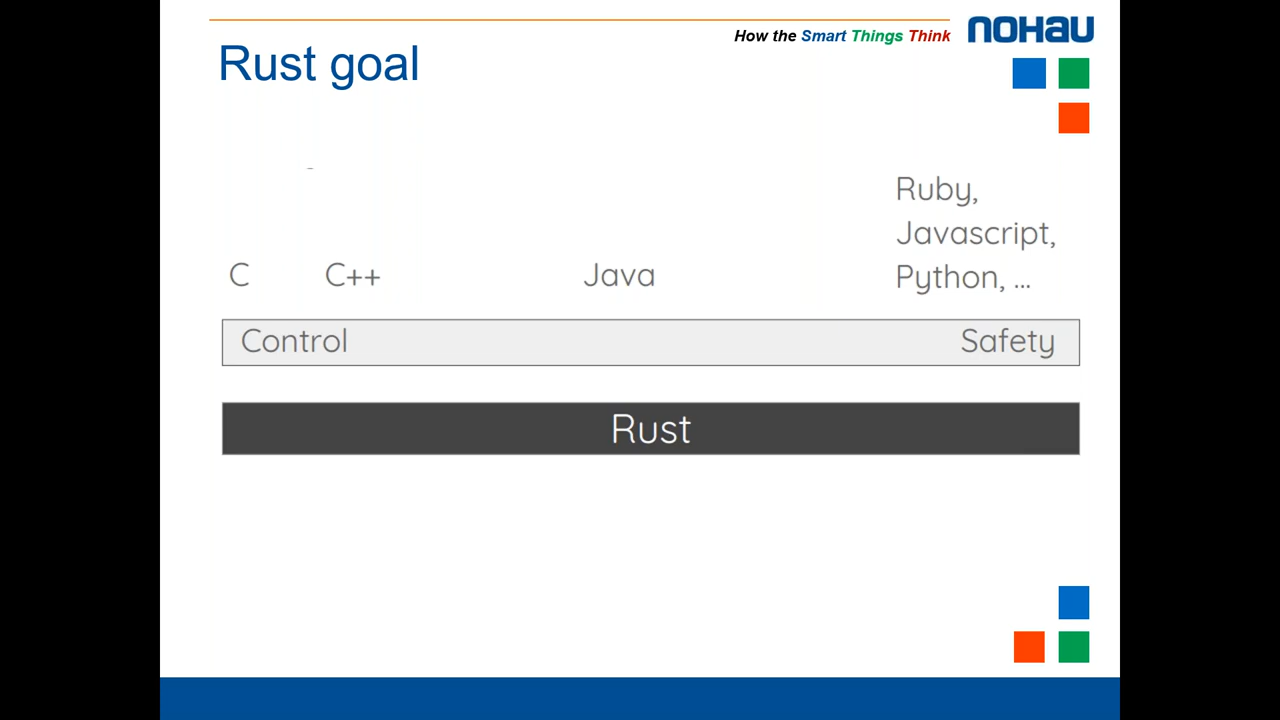 How the Smart Things Think
nOHaU
Rust goal
Ruby,
Javascript,
C C++ Java Python, ...
Control Safety
Rust